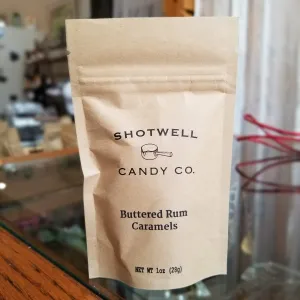 SHOTWELL
CANDY CO.
Buttered Rum
Caramels
NET WT 1oz (28g)